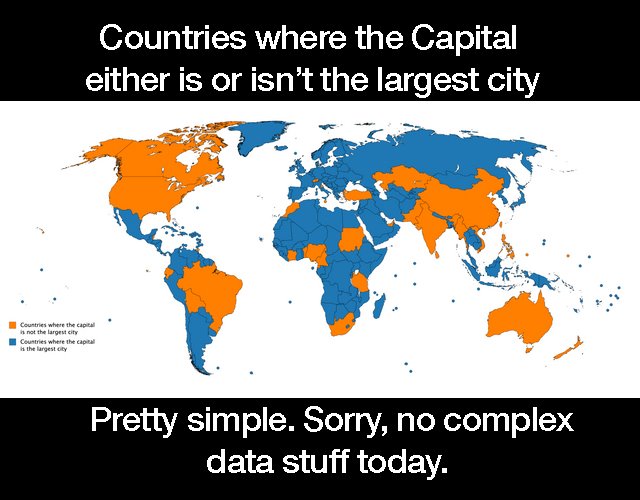 Countries where the Capital
either is or isn't the largest city
Countries where the capital
is not the largest city
Countries where the capital
is the largest city
Pretty simple. Sorry, no complex
data stuff today.